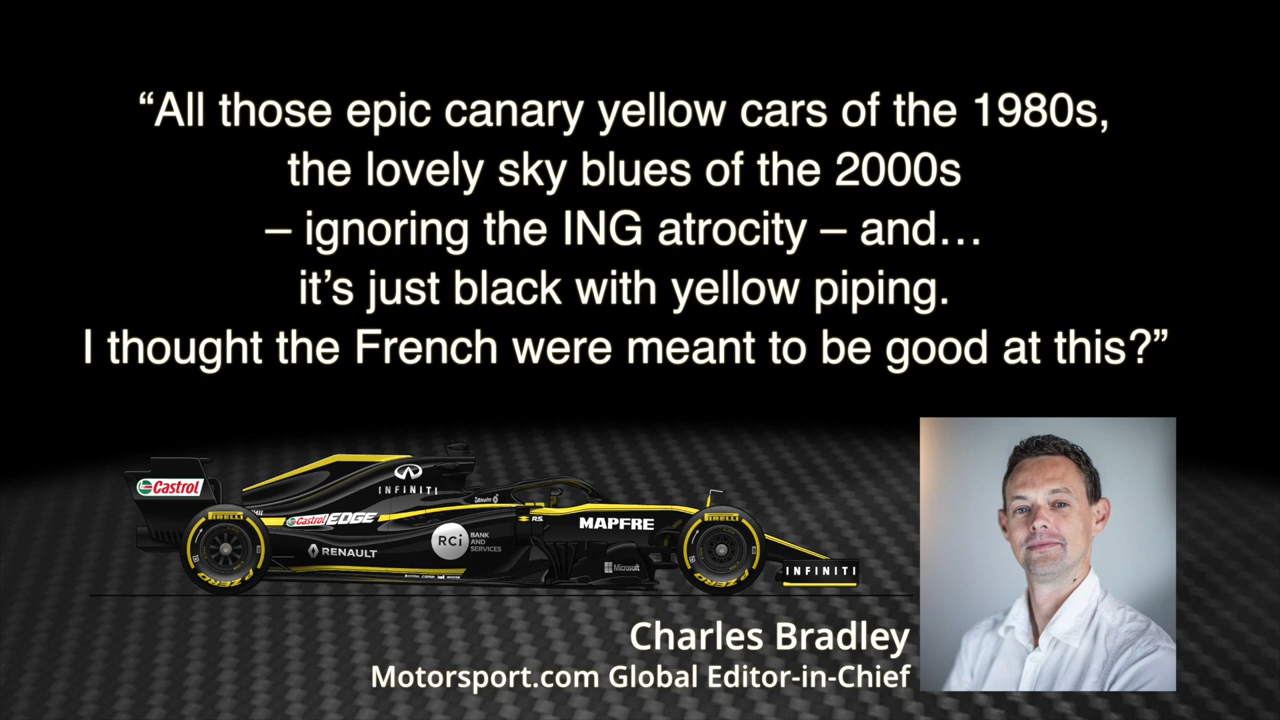 “All those epic canary yellow cars of the 1980s,
the lovely sky blues of the 2000s
– ignoring the ING atrocity – and…
it’s just black with yellow piping.
I thought the French were meant to be good at this?”
Castrol
INFINITI
Castrol EDGE
RENAULT
RCi BANK AND SERVICES
R.S.
MAPFRE
Microsoft
PIRELLI
P ZERO
PIRELLI
P ZERO
INFINITI
Charles Bradley
Motorsport.com Global Editor-in-Chief